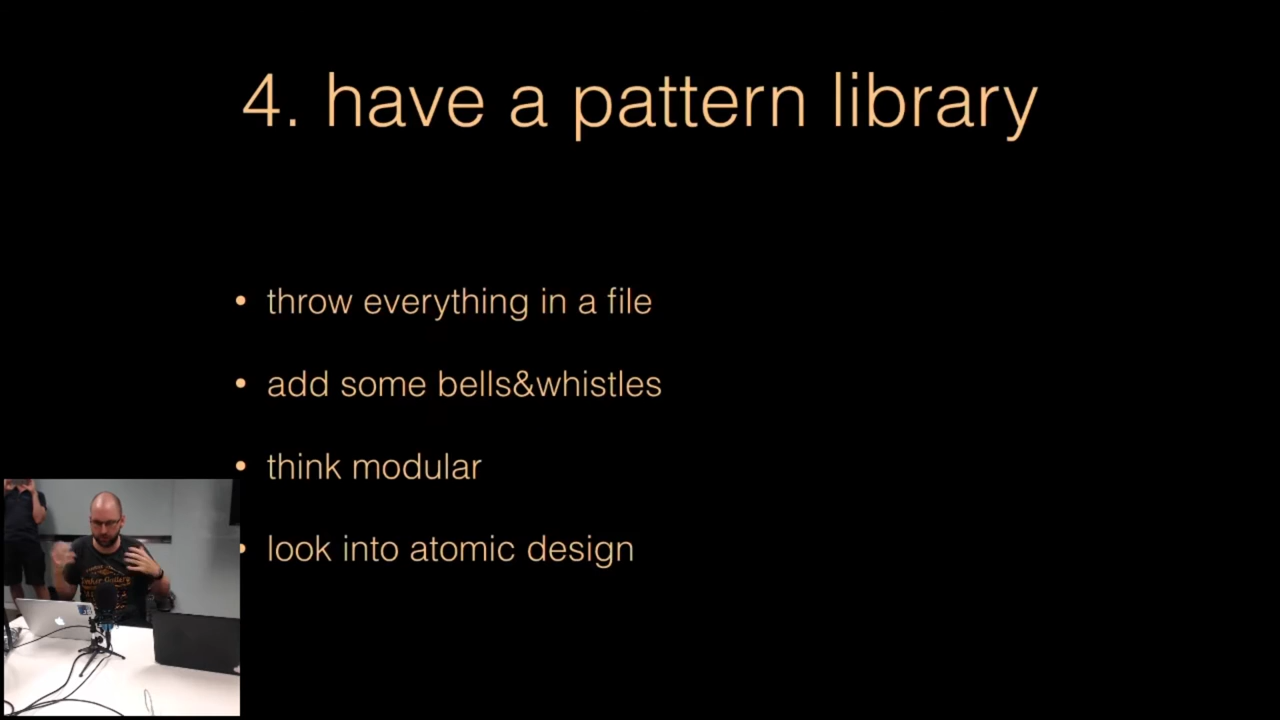 4. have a pattern library
• throw everything in a file
• add some bells&whistles
• think modular
• look into atomic design